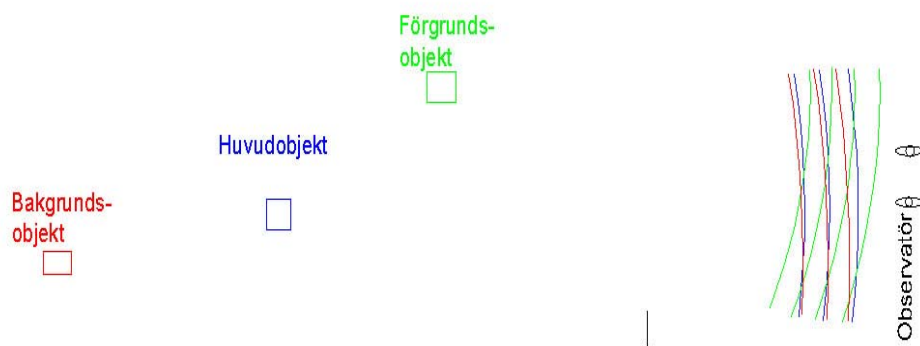 Förgrunds-
objekt
Huvudobjekt
Bakgrunds-
objekt
Observatör